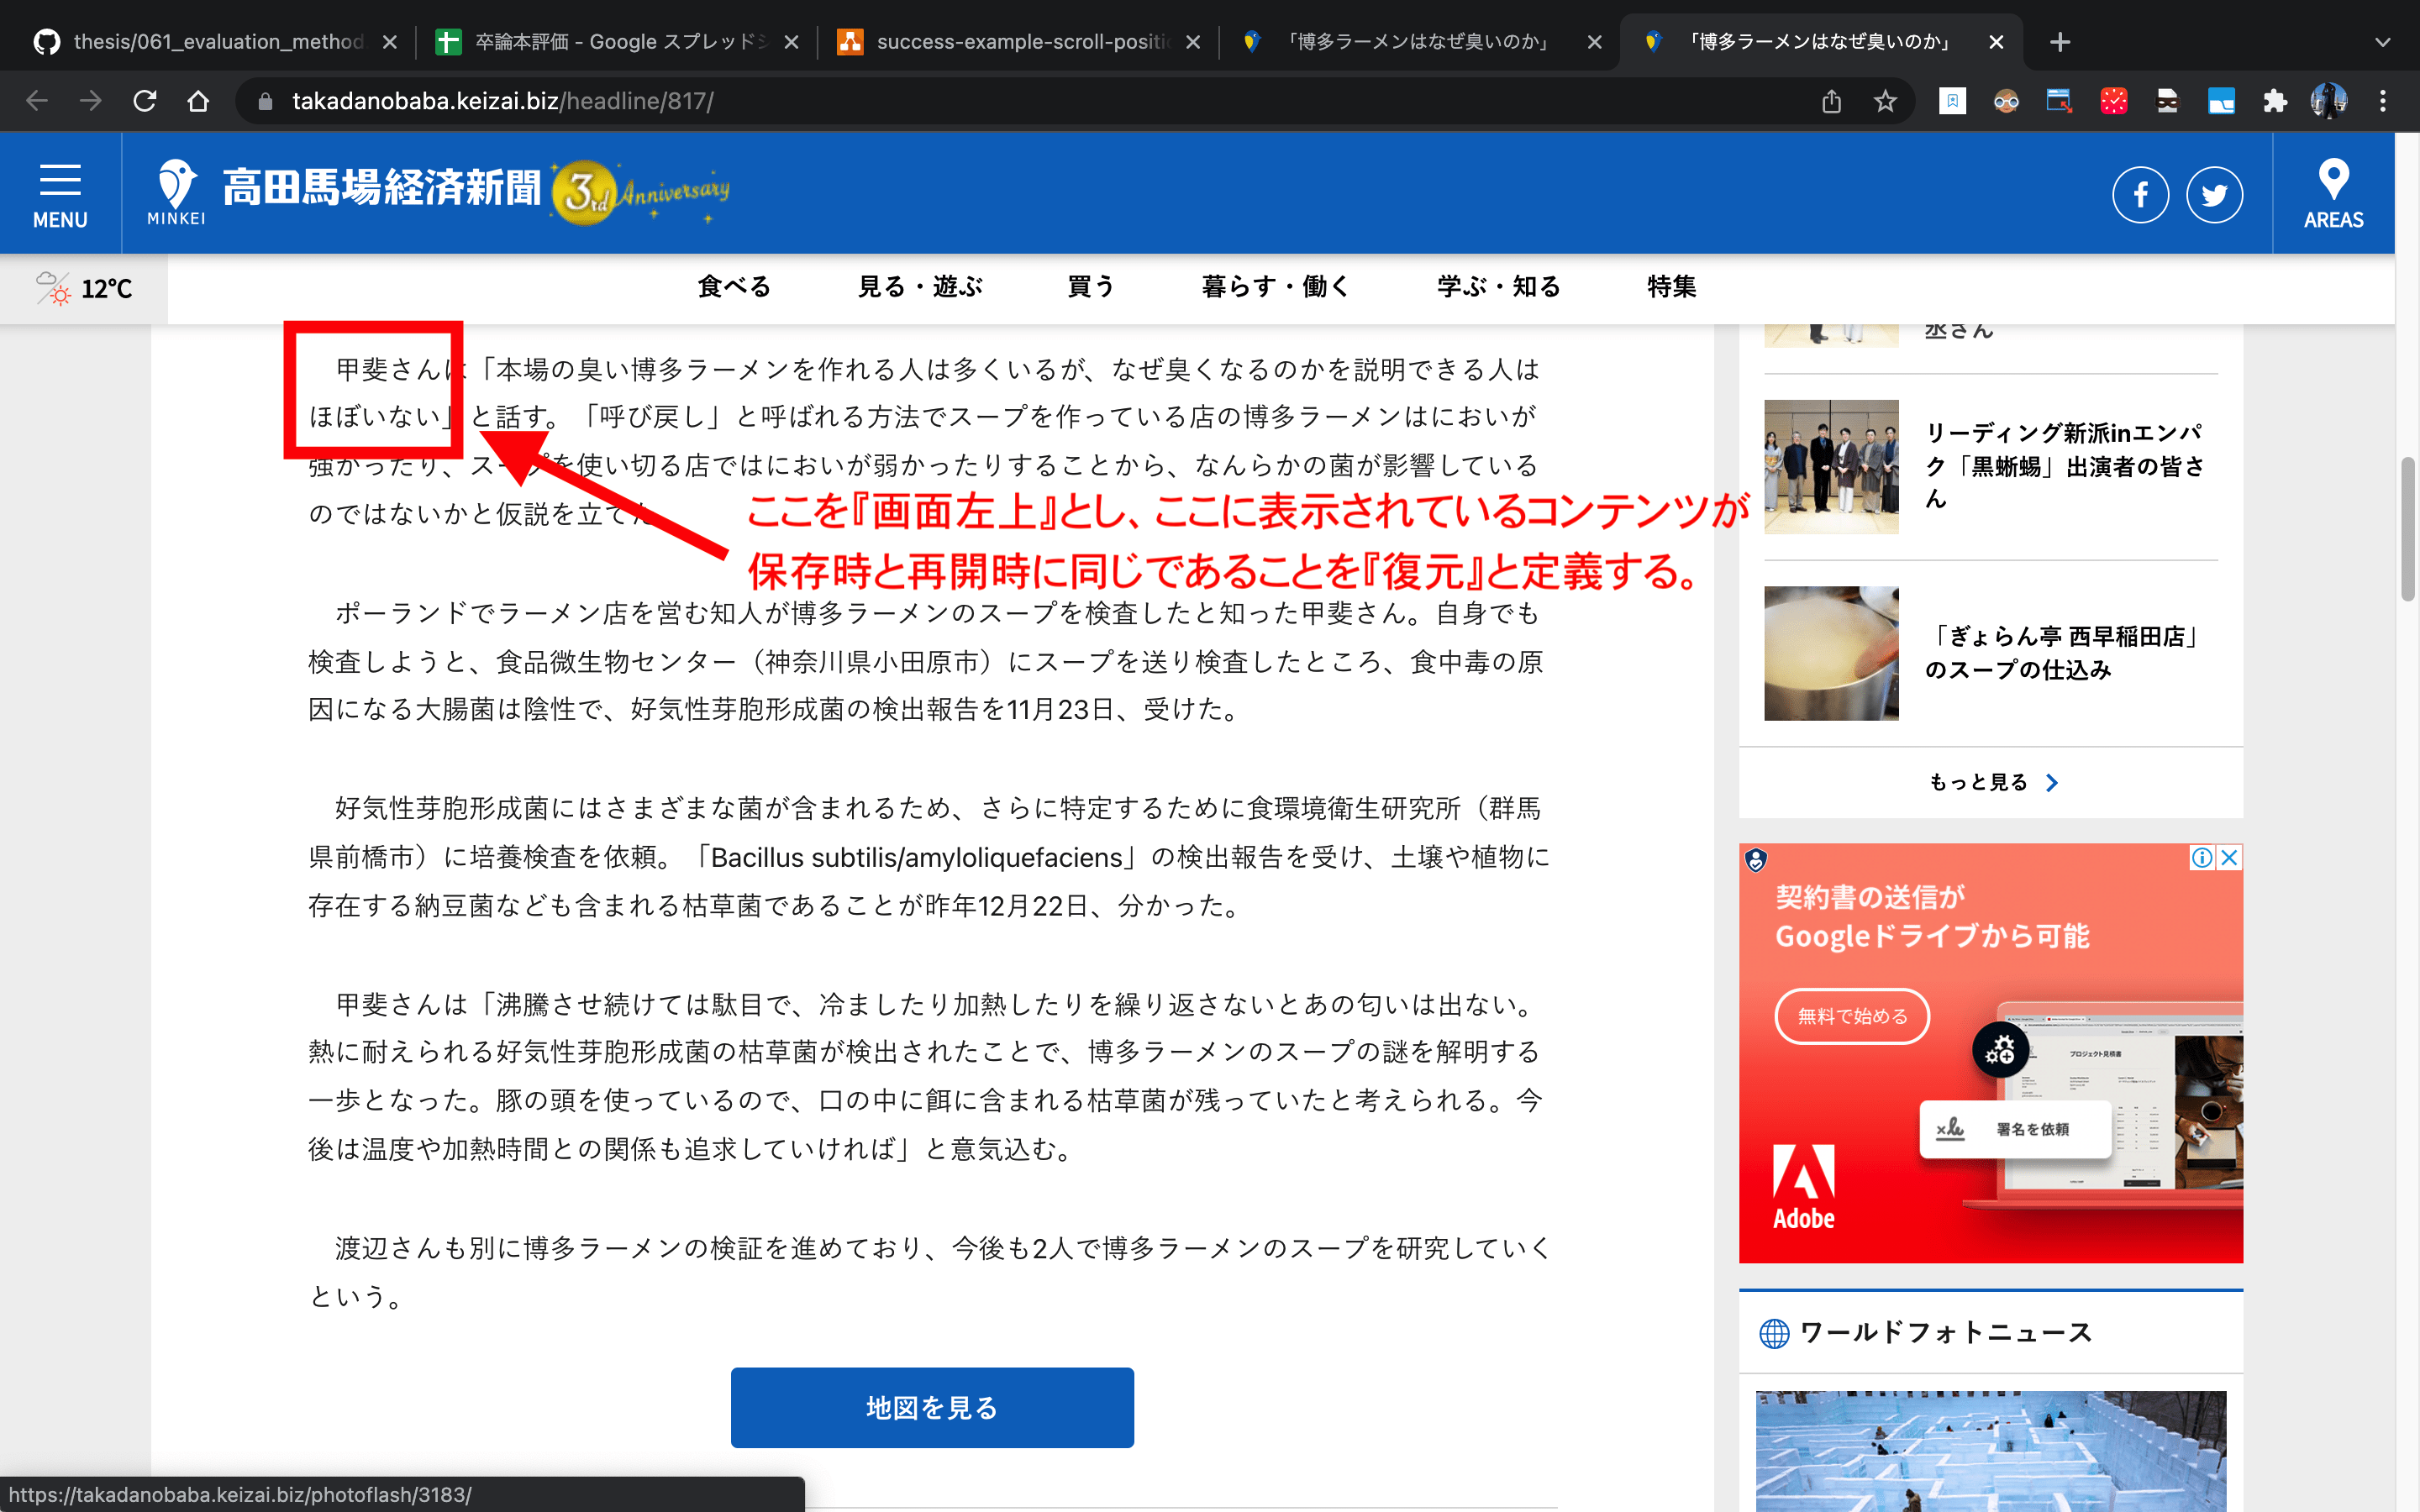 thesis/061_evaluation_method
卒論本評価 - Google スプレッドシ
success-example-scroll-positi
「博多ラーメンはなぜ臭いのか」
「博多ラーメンはなぜ臭いのか」
takadanobaba.keizai.biz/headline/817/
MENU
MINKEI
高田馬場経済新聞
3rd Anniversary
AREAS
12℃
食べる
見る・遊ぶ
買う
暮らす・働く
学ぶ・知る
特集
甲斐さんは「本場の臭い博多ラーメンを作れる人は多くいるが、なぜ臭くなるのかを説明できる人は
ほぼいない」と話す。「呼び戻し」と呼ばれる方法でスープを作っている店の博多ラーメンはにおいが
強かったり、スープを使い切る店ではにおいが弱かったりすることから、なんらかの菌が影響している
のではないかと仮説を立てた
ここを『画面左上』とし、ここに表示されているコンテンツが
保存時と再開時に同じであることを『復元』と定義する。
ポーランドでラーメン店を営む知人が博多ラーメンのスープを検査したと知った甲斐さん。自身でも
検査しようと、食品微生物センター（神奈川県小田原市）にスープを送り検査したところ、食中毒の原
因になる大腸菌は陰性で、好気性芽胞形成菌の検出報告を11月23日、受けた。
好気性芽胞形成菌にはさまざまな菌が含まれるため、さらに特定するために食環境衛生研究所（群馬
県前橋市）に培養検査を依頼。「Bacillus subtilis/amyloliquefaciens」の検出報告を受け、土壌や植物に
存在する納豆菌なども含まれる枯草菌であることが昨年12月22日、分かった。
甲斐さんは「沸騰させ続けては駄目で、冷ましたり加熱したりを繰り返さないとあの匂いは出ない。
熱に耐えられる好気性芽胞形成菌の枯草菌が検出されたことで、博多ラーメンのスープの謎を解明する
一歩となった。豚の頭を使っているので、口の中に餌に含まれる枯草菌が残っていたと考えられる。今
後は温度や加熱時間との関係も追求していければ」と意気込む。
渡辺さんも別に博多ラーメンの検証を進めており、今後も2人で博多ラーメンのスープを研究していく
という。
地図を見る
丞さん
リーディング新派inエンパ
ク「黒蜥蜴」出演者の皆さ
ん
「ぎょらん亭 西早稲田店」
のスープの仕込み
もっと見る
契約書の送信が
Googleドライブから可能
無料で始める
プロジェクト見積書
署名を依頼
Adobe
ワールドフォトニュース
https://takadanobaba.keizai.biz/photoflash/3183/